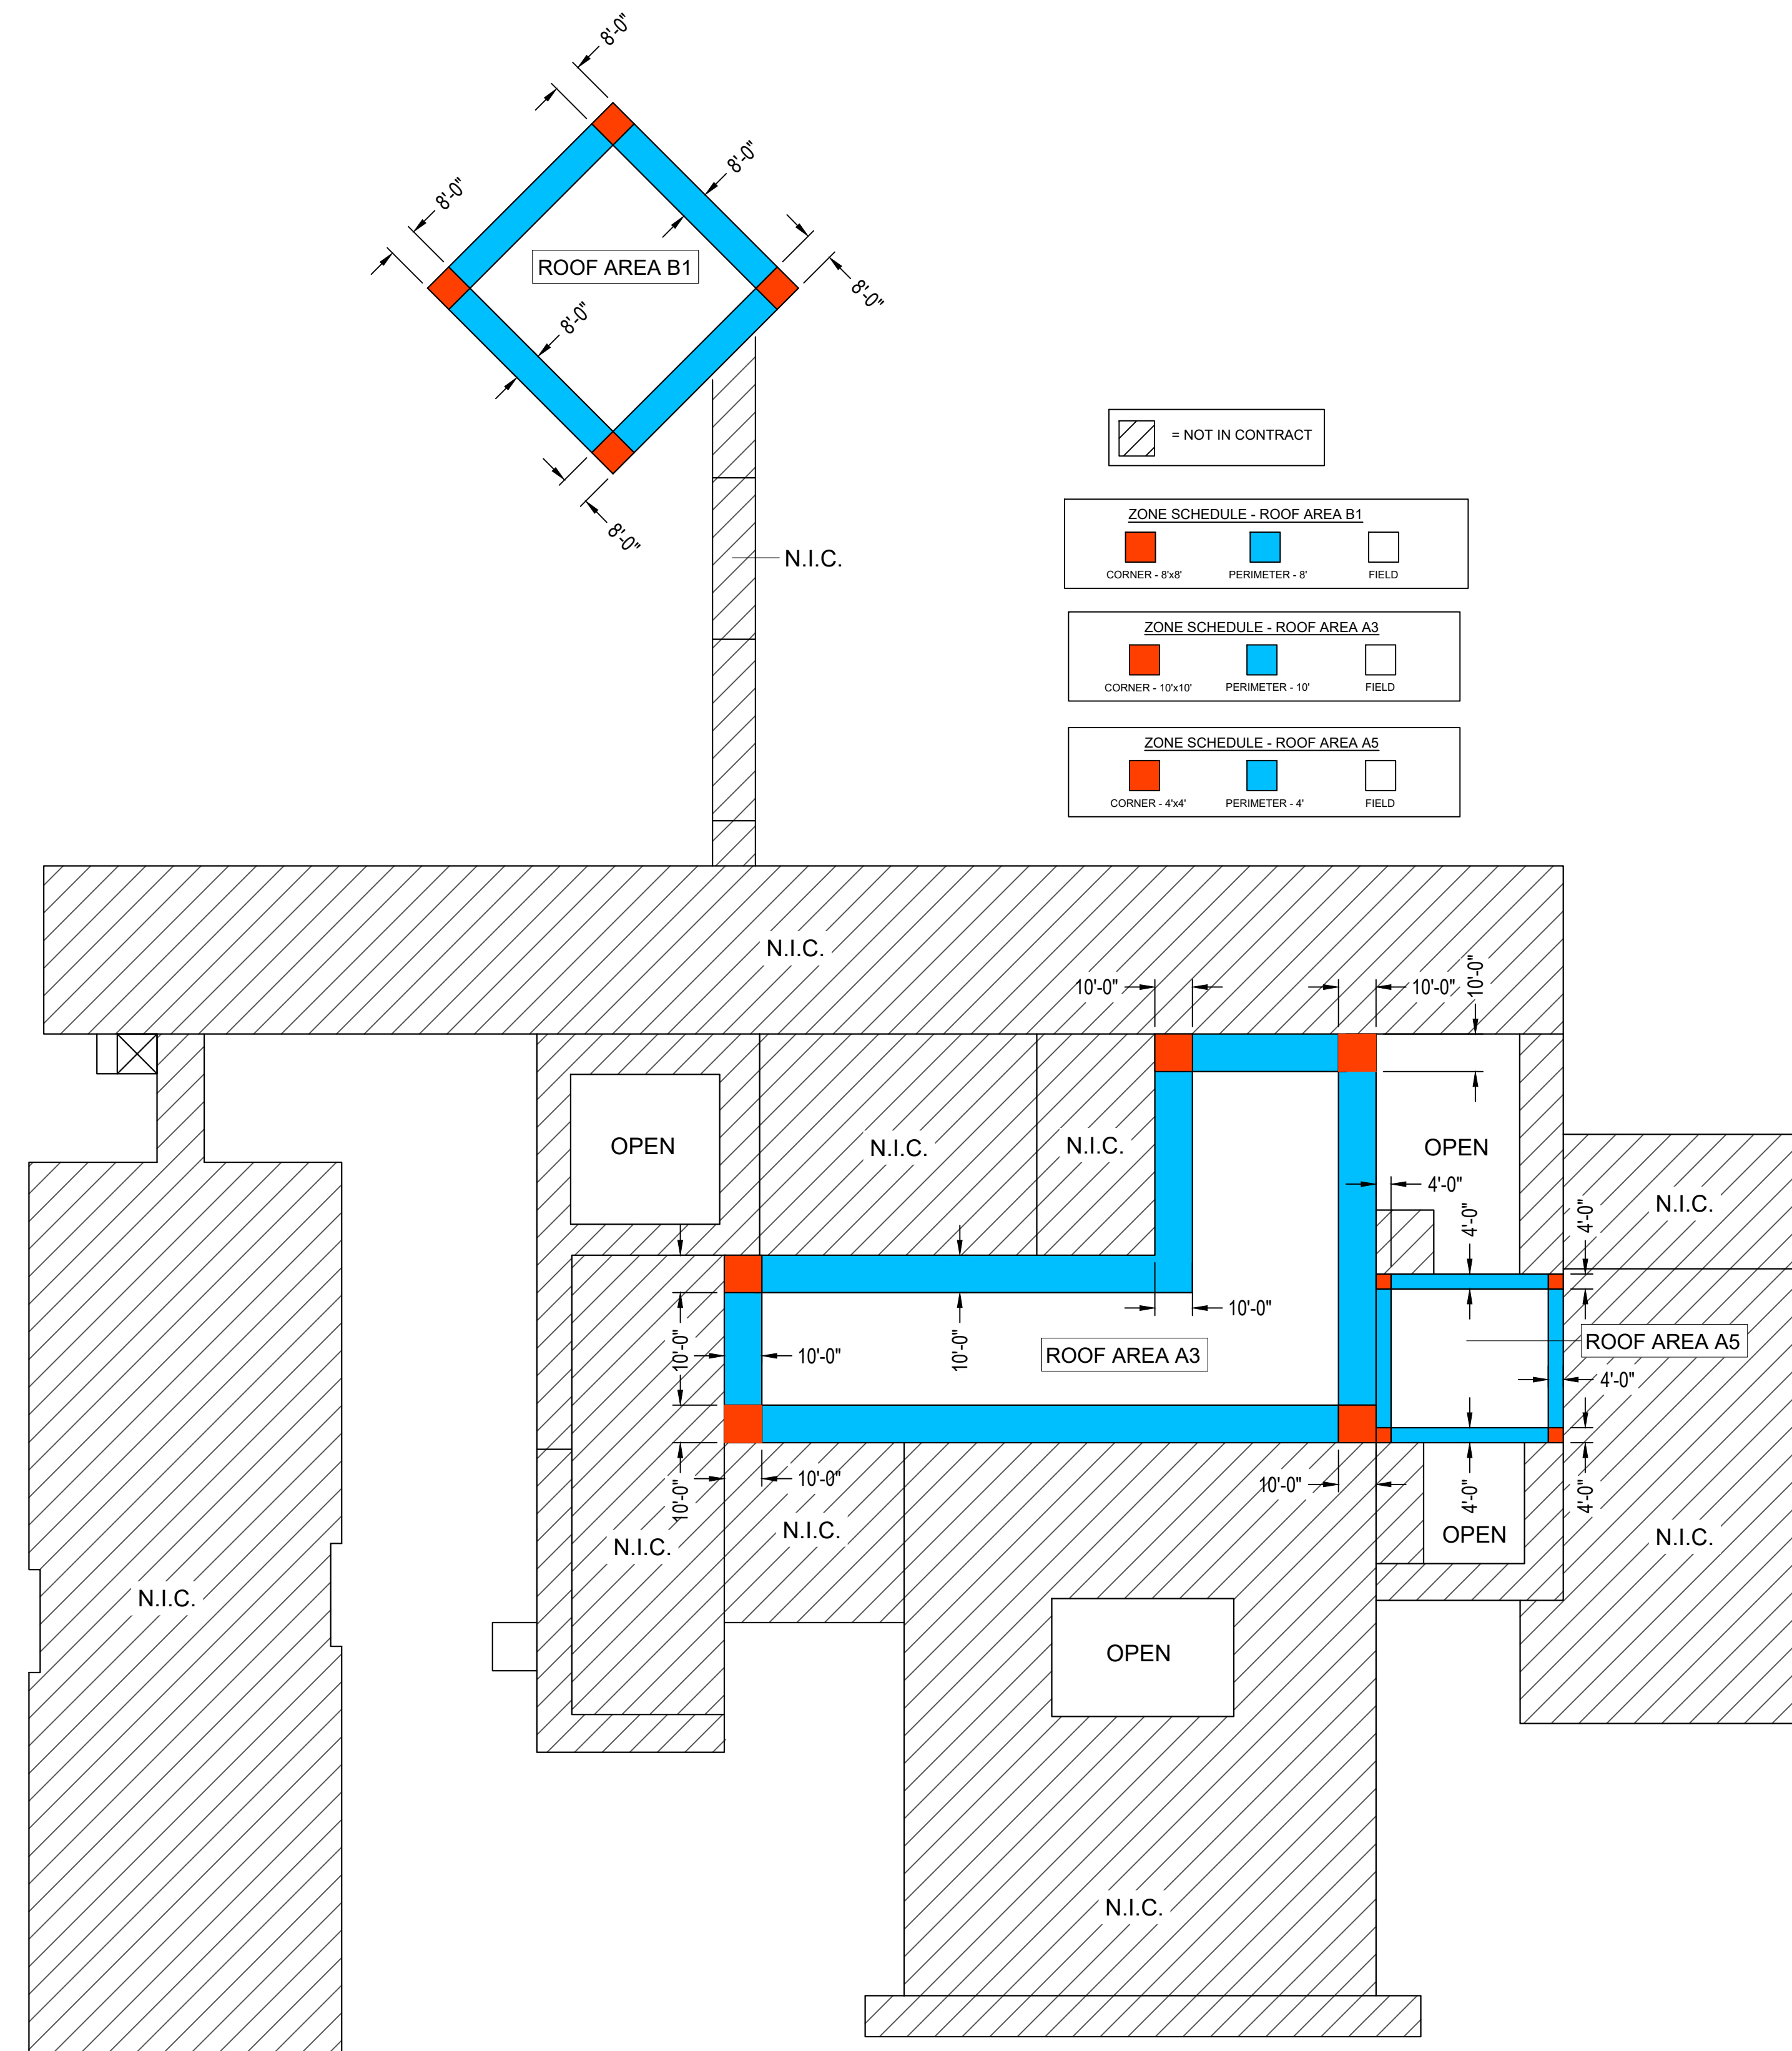 8'-0"
8'-0"
8'-0"
ROOF AREA B1
8'-0"
8'-0"
8'-0"
= NOT IN CONTRACT
ZONE SCHEDULE - ROOF AREA B1
CORNER - 8'x8' PERIMETER - 8' FIELD
N.I.C.
ZONE SCHEDULE - ROOF AREA A3
CORNER - 10'x10' PERIMETER - 10' FIELD
ZONE SCHEDULE - ROOF AREA A5
CORNER - 4'x4' PERIMETER - 4' FIELD
N.I.C.
10'-0" 10'-0" 10'-0"
OPEN N.I.C. N.I.C. OPEN
4'-0"
N.I.C.
4'-0" 4'-0"
10'-0"
ROOF AREA A5
10'-0" 10'-0" 10'-0" ROOF AREA A3
4'-0"
10'-0" 10'-0" 10'-0" 4'-0" 4'-0"
N.I.C. OPEN N.I.C.
N.I.C.
N.I.C.
OPEN
N.I.C.